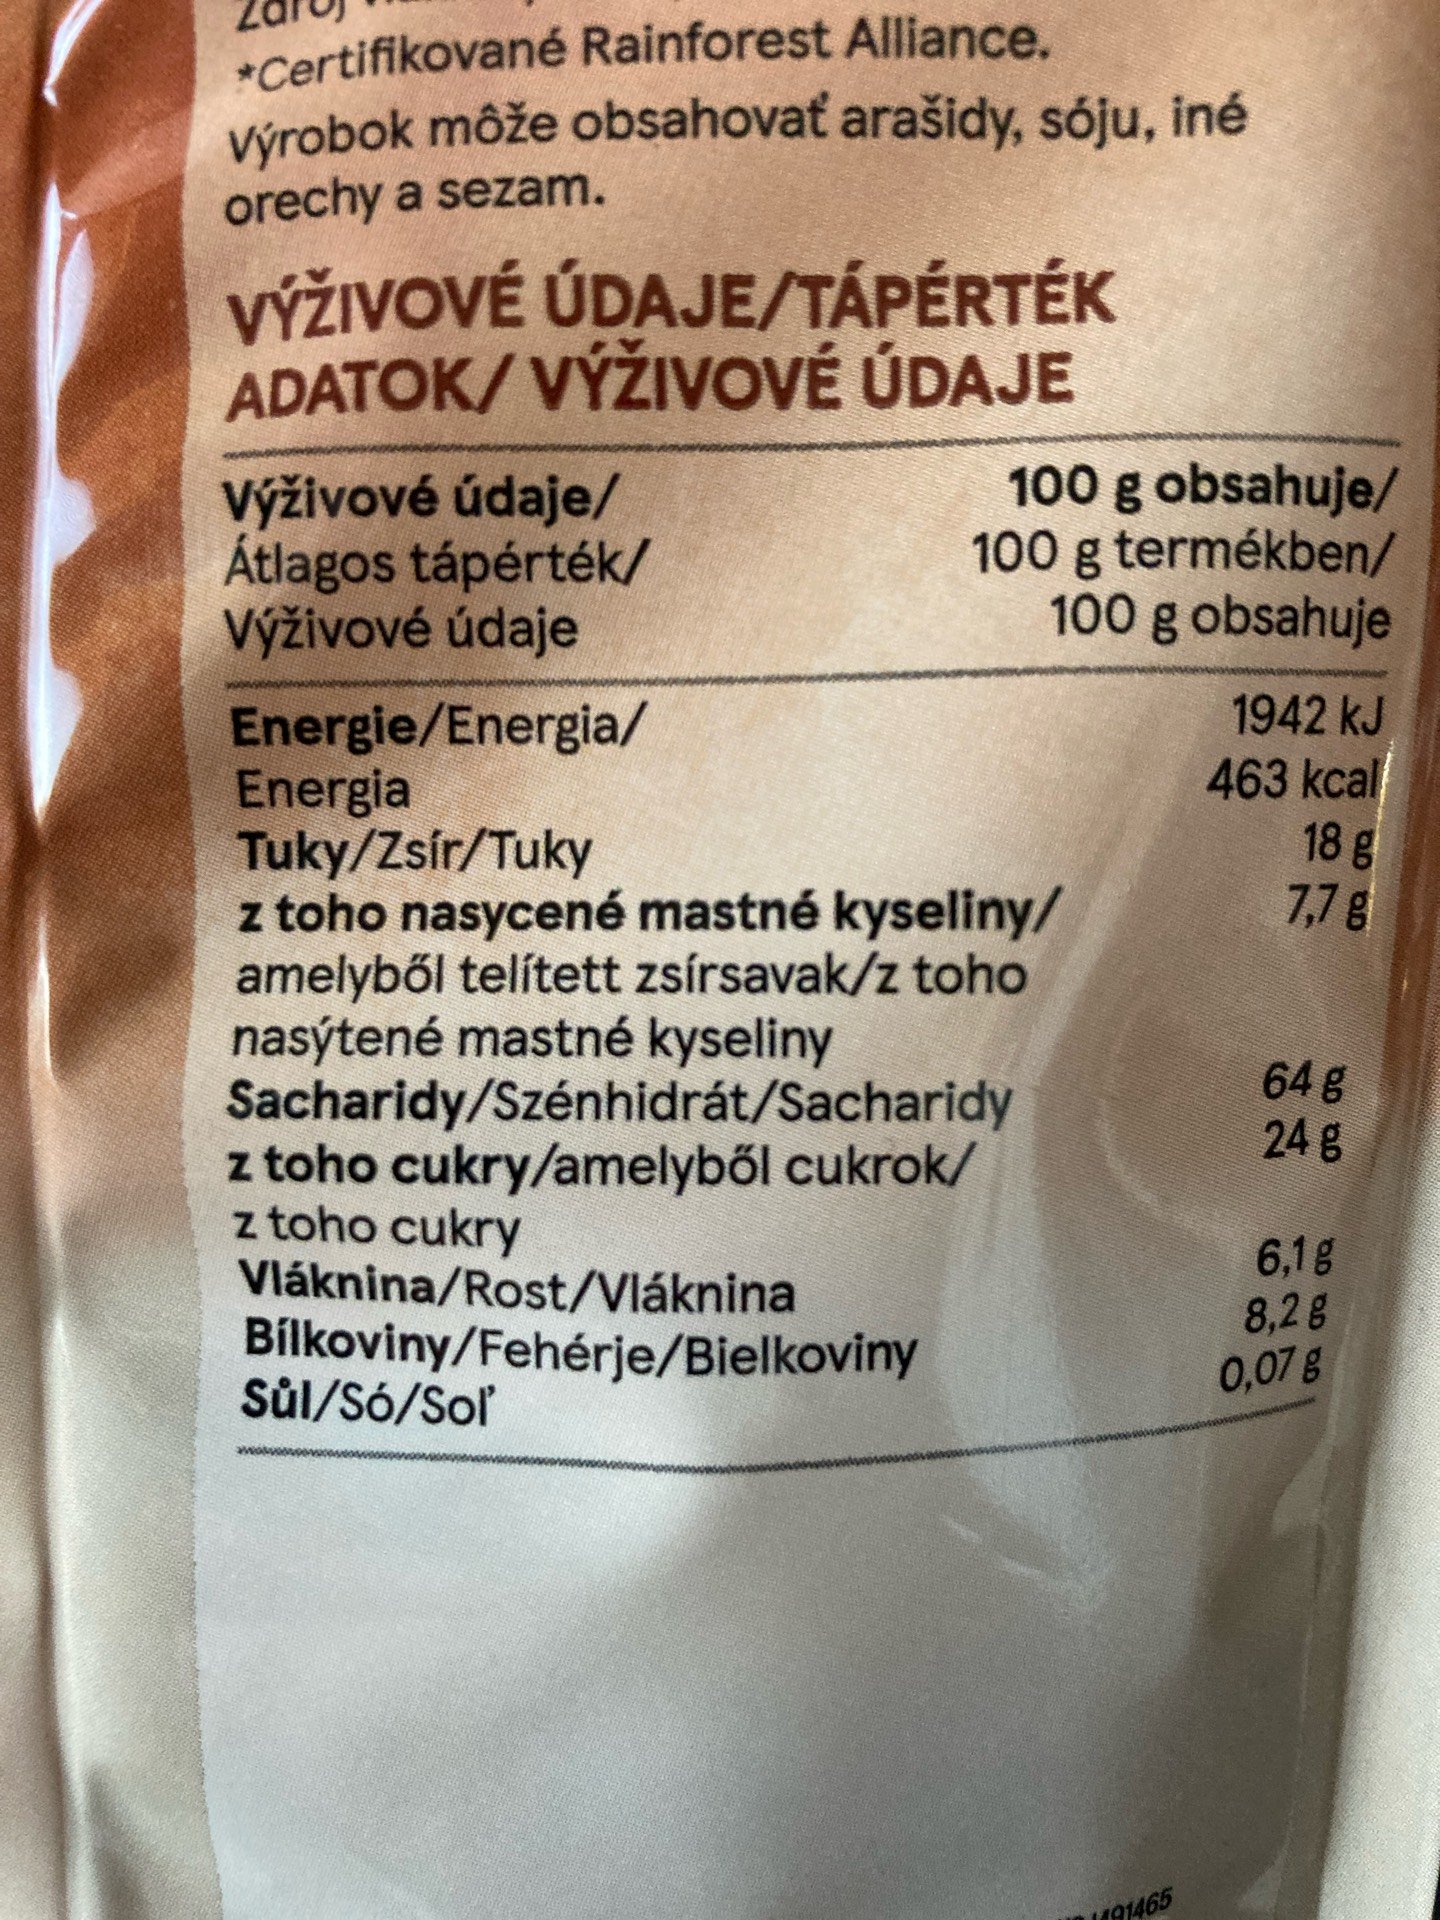 *Certifikované Rainforest Alliance.
Výrobok môže obsahovať arašidy, sóju, iné
orechy a sezam.
VÝŽIVOVÉ ÚDAJE/TÁPÉRTÉK
ADATOK/ VÝŽIVOVÉ ÚDAJE
Výživové údaje/ 100 g obsahuje/
Átlagos tápérték/ 100 g termékben/
Výživové údaje 100 g obsahuje
Energie/Energia/ 1942 kJ
Energia 463 kcal
Tuky/Zsír/Tuky 18 g
z toho nasycené mastné kyseliny/ 7,7 g
amelyből telített zsírsavak/z toho
nasýtené mastné kyseliny
Sacharidy/Szénhidrát/Sacharidy 64 g
z toho cukry/amelyből cukrok/ 24 g
z toho cukry
Vláknina/Rost/Vláknina 6,1 g
Bílkoviny/Fehérje/Bielkoviny 8,2 g
Sůl/Só/Soľ 0,07 g